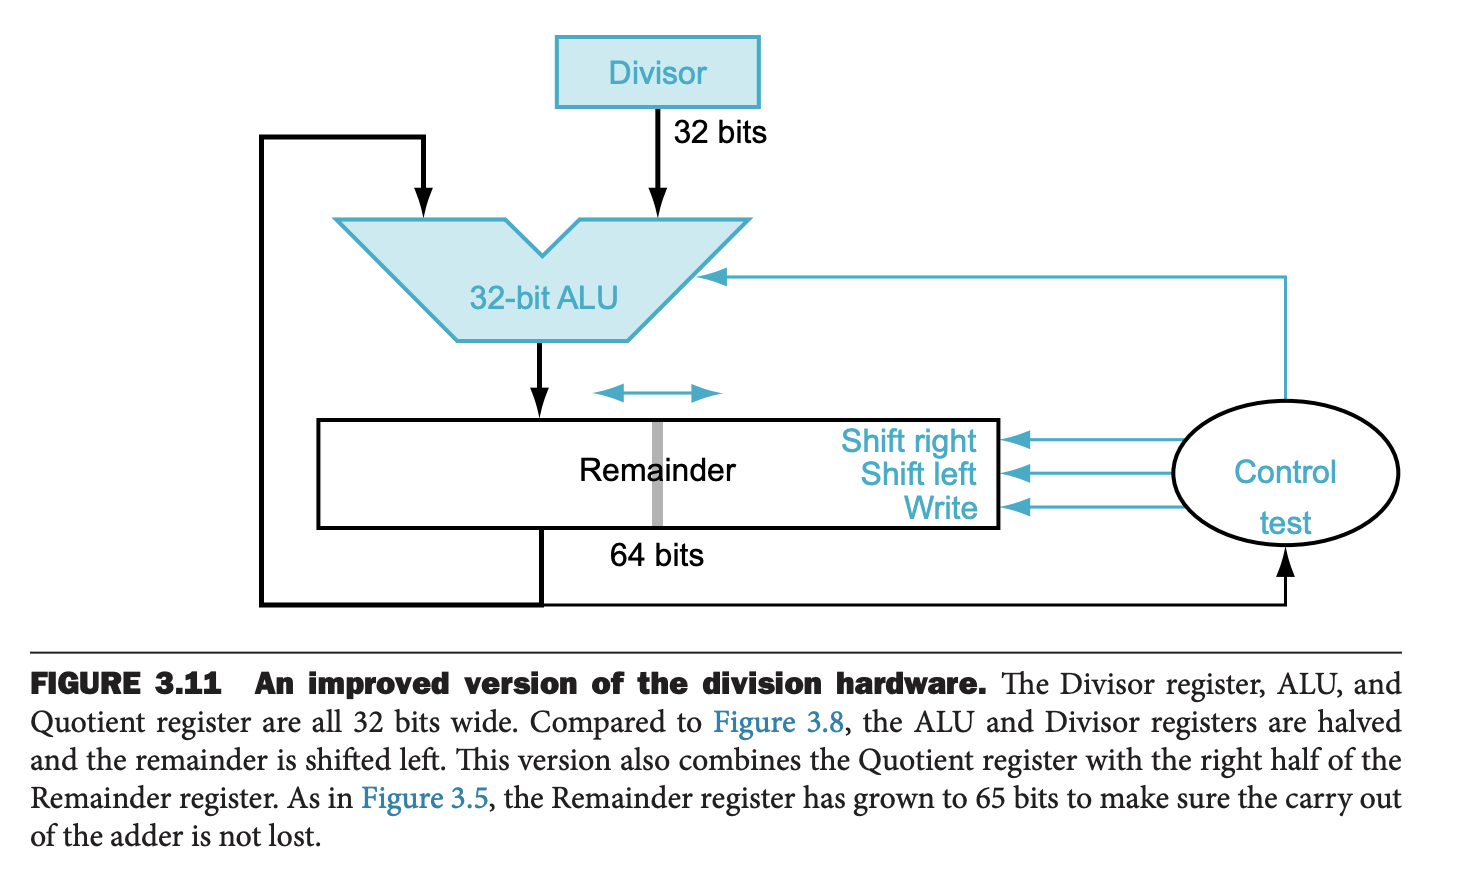 Divisor
32 bits
32-bit ALU
Shift right
Remainder
Shift left
Write
Control
test
64 bits
FIGURE 3.11 An improved version of the division hardware. The Divisor register, ALU, and
Quotient register are all 32 bits wide. Compared to Figure 3.8, the ALU and Divisor registers are halved
and the remainder is shifted left. This version also combines the Quotient register with the right half of the
Remainder register. As in Figure 3.5, the Remainder register has grown to 65 bits to make sure the carry out
of the adder is not lost.